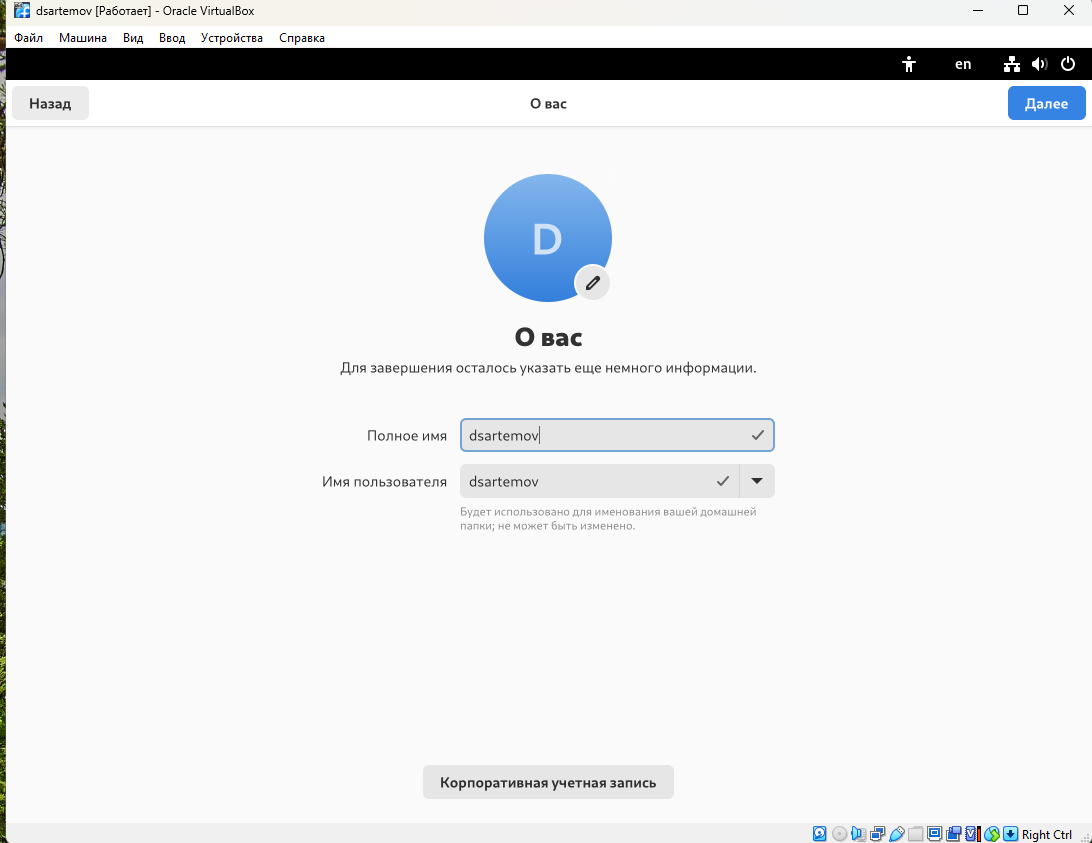 dsartemov [Работает] - Oracle VirtualBox
Файл Машина Вид Ввод Устройства Справка
en
Назад О вас Далее
D
О вас
Для завершения осталось указать еще немного информации.
Полное имя dsartemov
Имя пользователя dsartemov
Будет использовано для именования вашей домашней
папки; не может быть изменено.
Корпоративная учетная запись
Right Ctrl